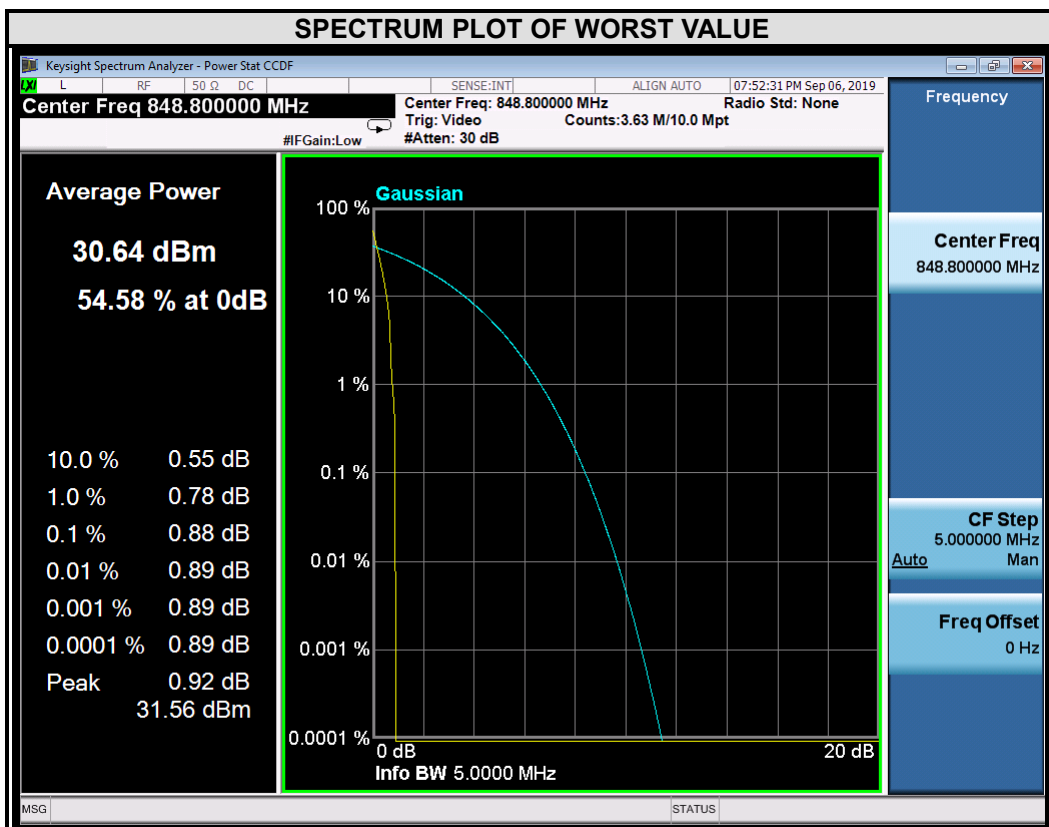 SPECTRUM PLOT OF WORST VALUE
Keysight Spectrum Analyzer - Power Stat CCDF
LXI L RF 50 Ω DC SENSE:INT ALIGN AUTO 07:52:31 PM Sep 06, 2019
Center Freq 848.800000 MHz
Center Freq: 848.800000 MHz Radio Std: None
Trig: Video Counts:3.63 M/10.0 Mpt
#IFGain:Low #Atten: 30 dB
Average Power
30.64 dBm
54.58 % at 0dB
10.0 % 0.55 dB
1.0 % 0.78 dB
0.1 % 0.88 dB
0.01 % 0.89 dB
0.001 % 0.89 dB
0.0001 % 0.89 dB
Peak 0.92 dB
31.56 dBm
Gaussian
100 %
10 %
1 %
0.1 %
0.01 %
0.001 %
0.0001 %
0 dB 20 dB
Info BW 5.0000 MHz
Frequency
Center Freq
848.800000 MHz
CF Step
5.000000 MHz
Auto Man
Freq Offset
0 Hz
MSG STATUS